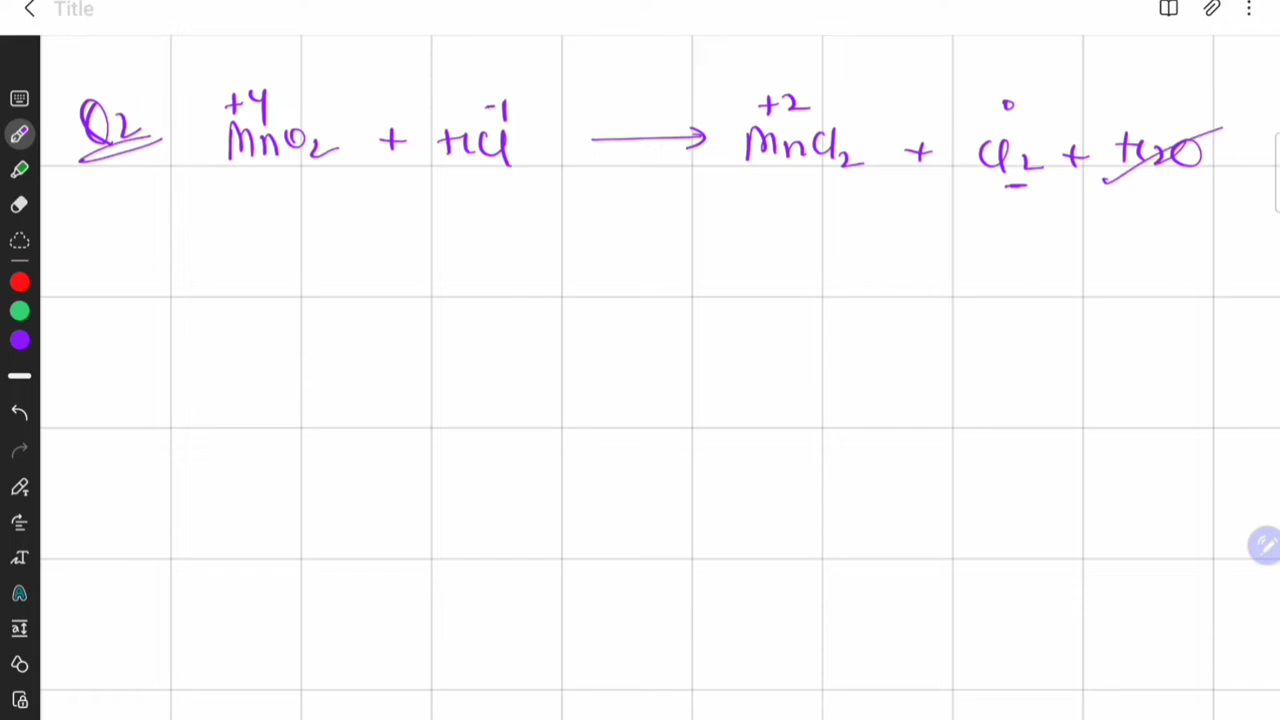 Title
+4 -1 +2 0
Q2 MnO2 + HCl ⟶ MnCl2 + Cl2 + H2O